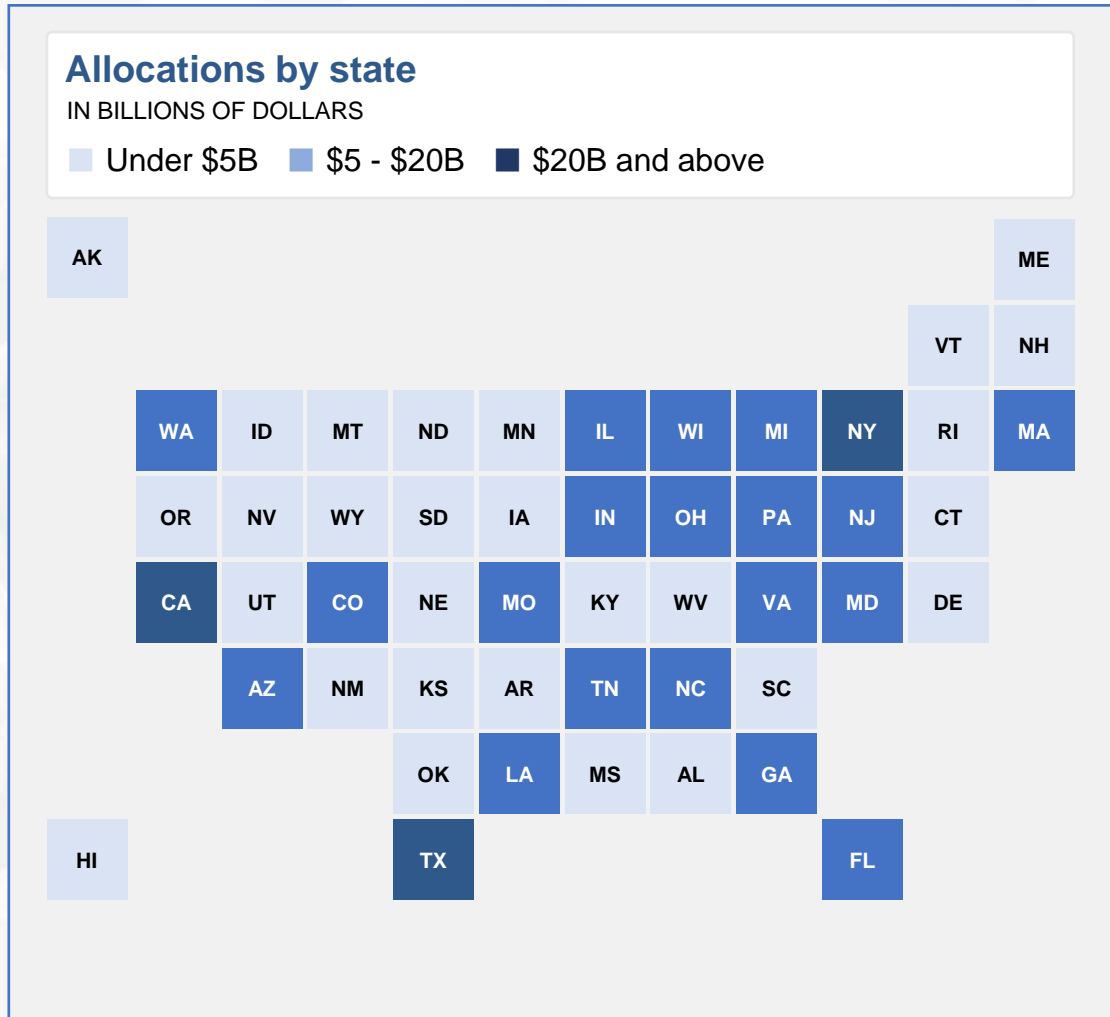 Allocations by state
IN BILLIONS OF DOLLARS
Under $5B $5 - $20B $20B and above
AK ME
VT NH
WA ID MT ND MN IL WI MI NY RI MA
OR NV WY SD IA IN OH PA NJ CT
CA UT CO NE MO KY WV VA MD DE
AZ NM KS AR TN NC SC
OK LA MS AL GA
HI TX FL